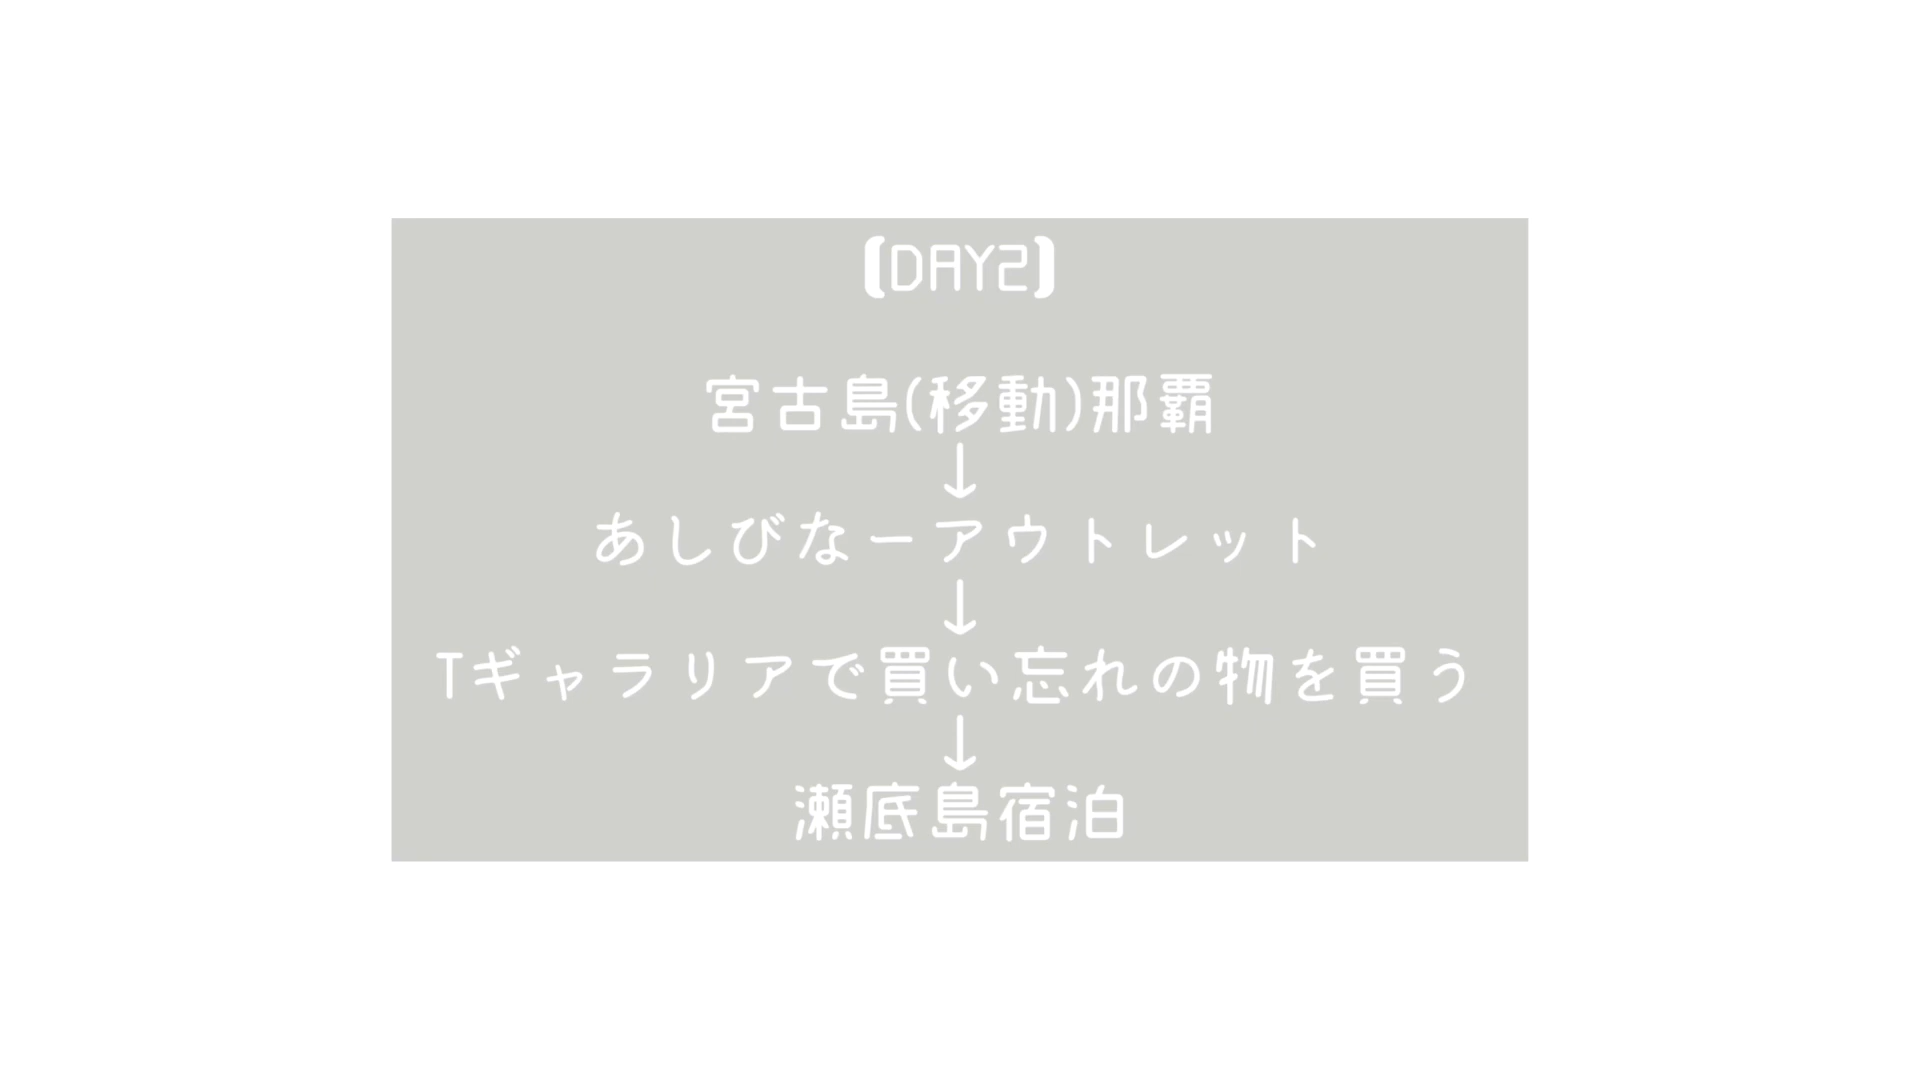 【DAY2】
宮古島(移動)那覇
↓
あしびなーアウトレット
↓
Tギャラリアで買い忘れの物を買う
↓
瀬底島宿泊